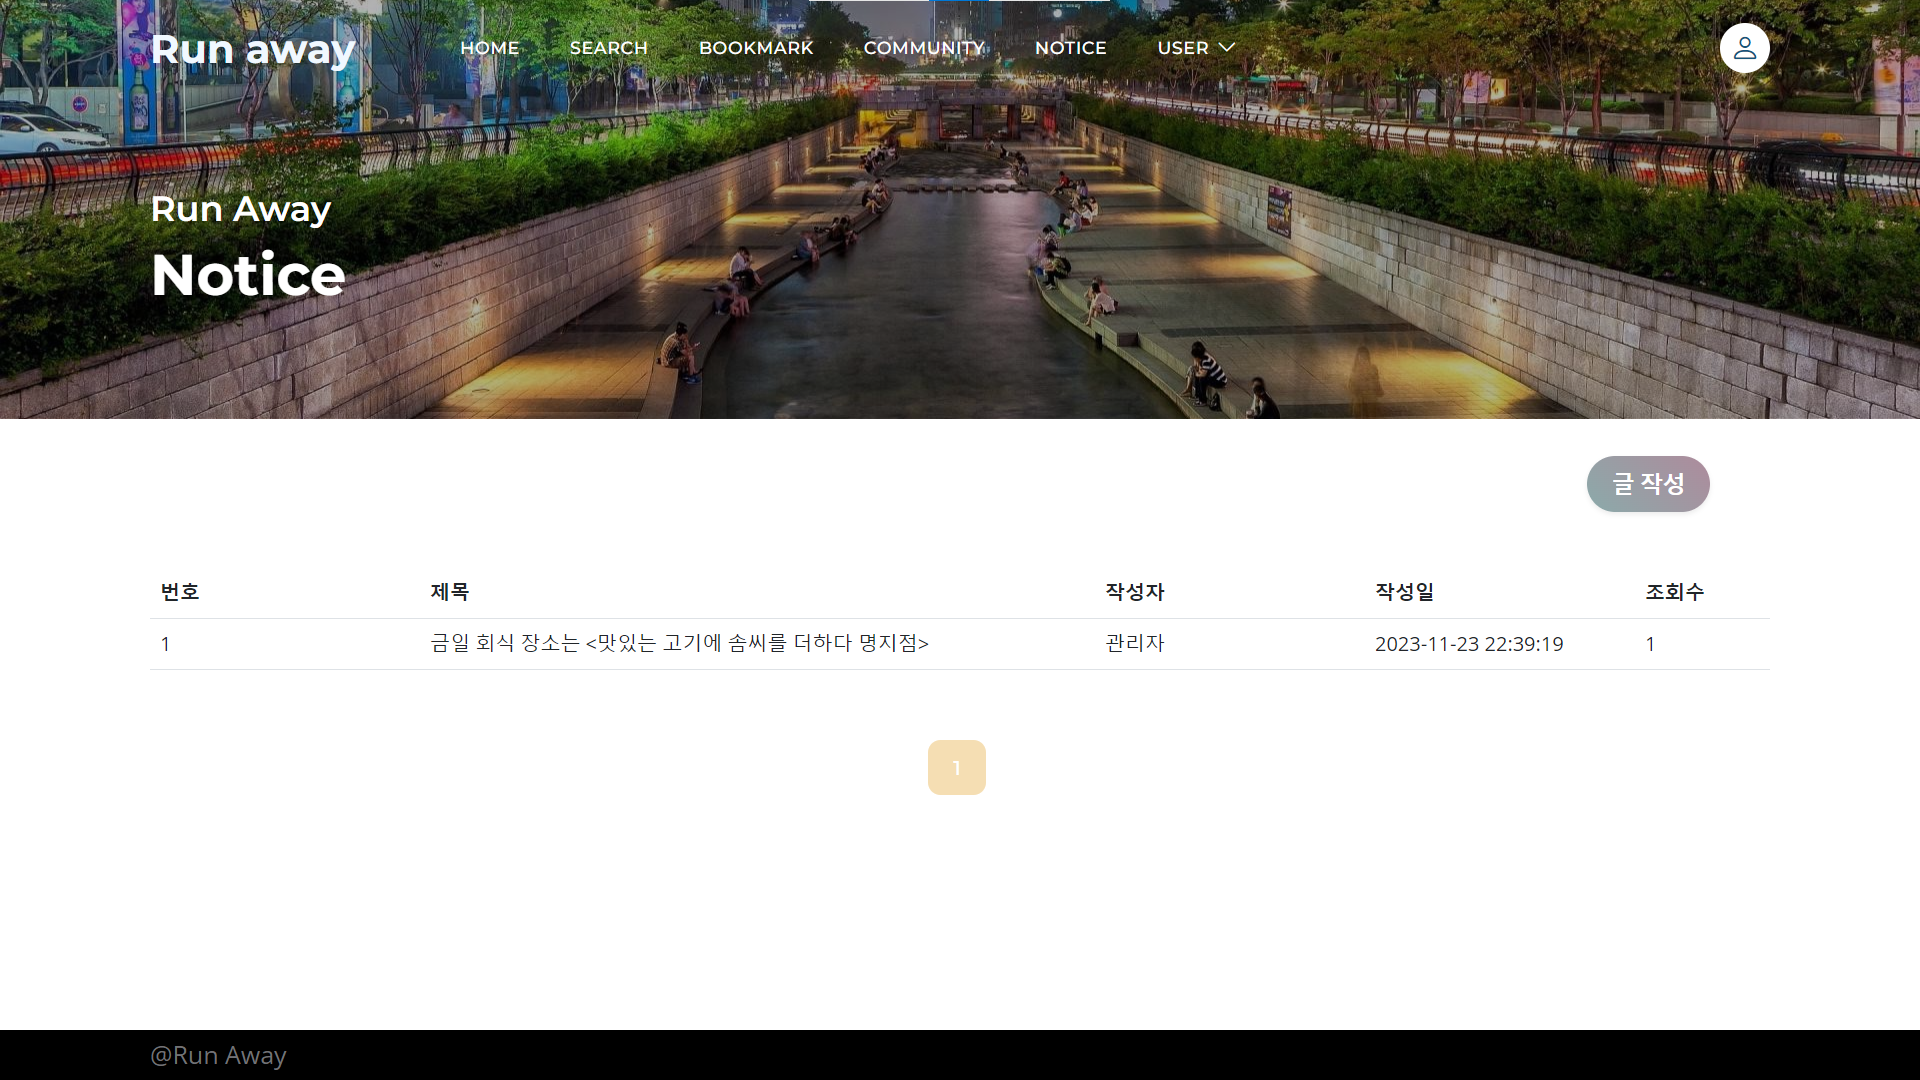 Run away
HOME SEARCH BOOKMARK COMMUNITY NOTICE USER
Run Away
Notice
글 작성
번호 제목 작성자 작성일 조회수
1 금일 회식 장소는 <맛있는 고기에 솜씨를 더하다 명지점> 관리자 2023-11-23 22:39:19 1
1
@Run Away